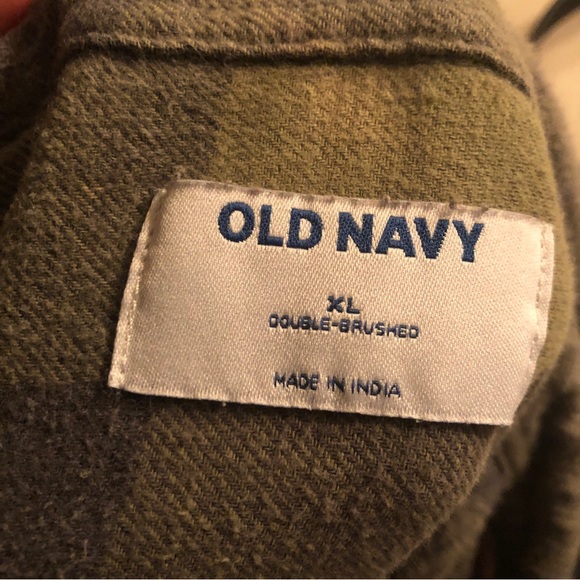 OLD NAVY
XL
DOUBLE-BRUSHED
MADE IN INDIA